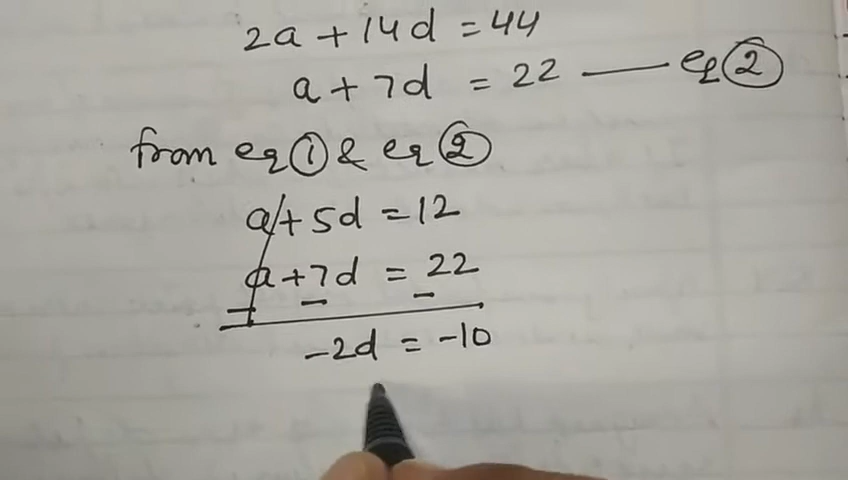 2a + 14d = 44
a + 7d = 22 — eq 2
from eq 1 & eq 2
a + 5d = 12
a + 7d = 22
- - -
-2d = -10